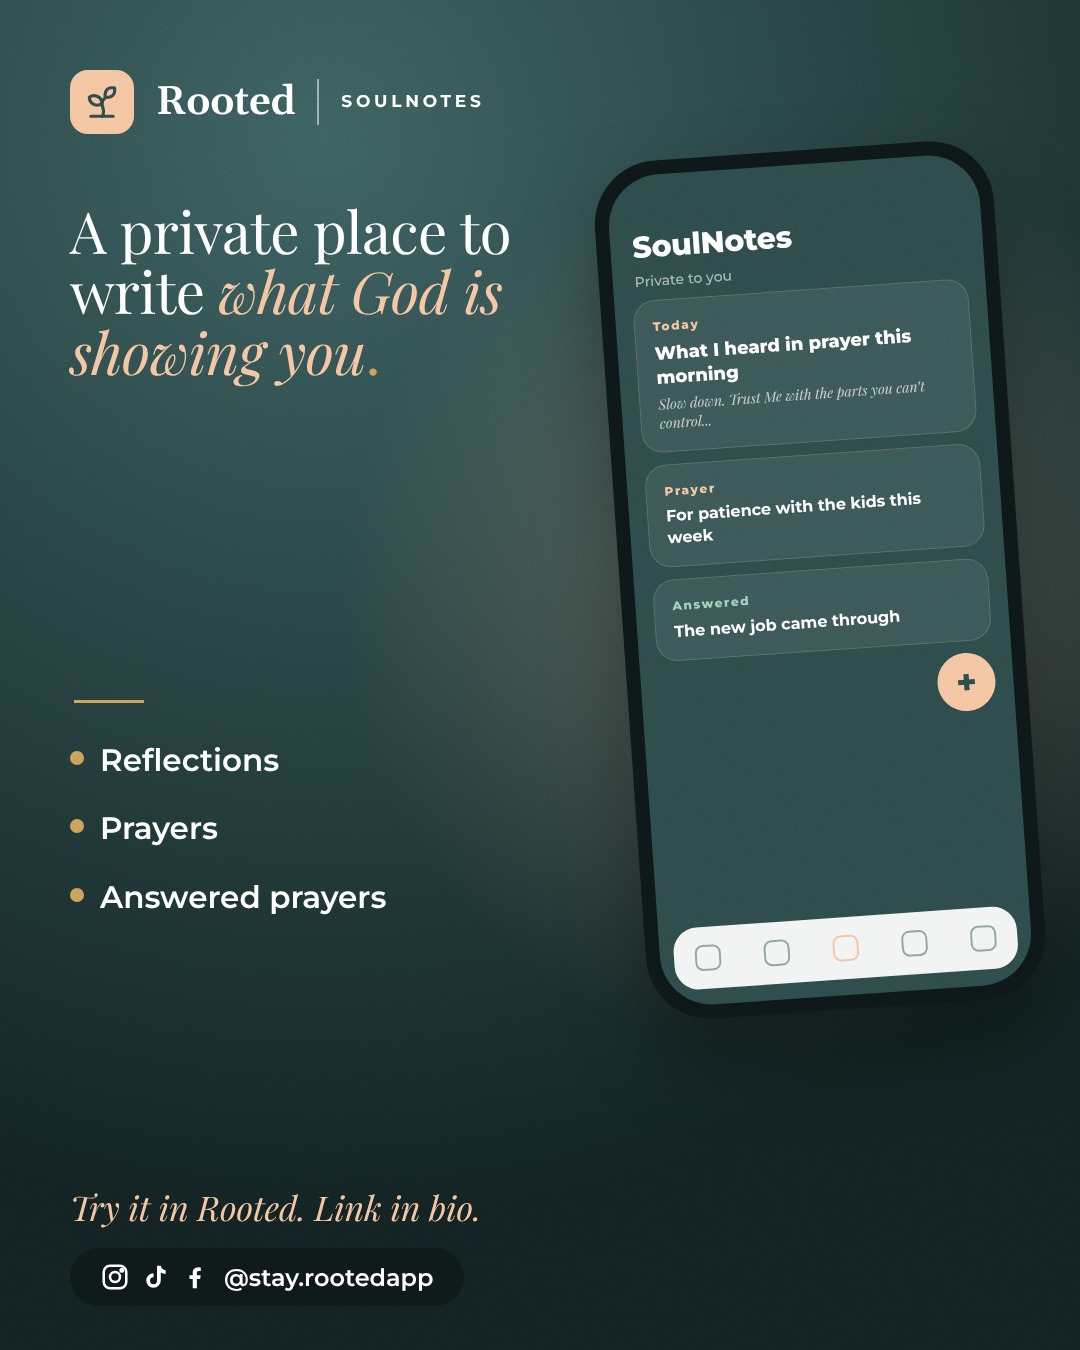 Rooted
SOULNOTES
A private place to
write what God is
showing you.
SoulNotes
Private to you
Today
What I heard in prayer this
morning
Slow down. Trust Me with the parts you can't
control...
Prayer
For patience with the kids this
week
Answered
The new job came through
+
Reflections
Prayers
Answered prayers
Try it in Rooted. Link in bio.
@stay.rootedapp